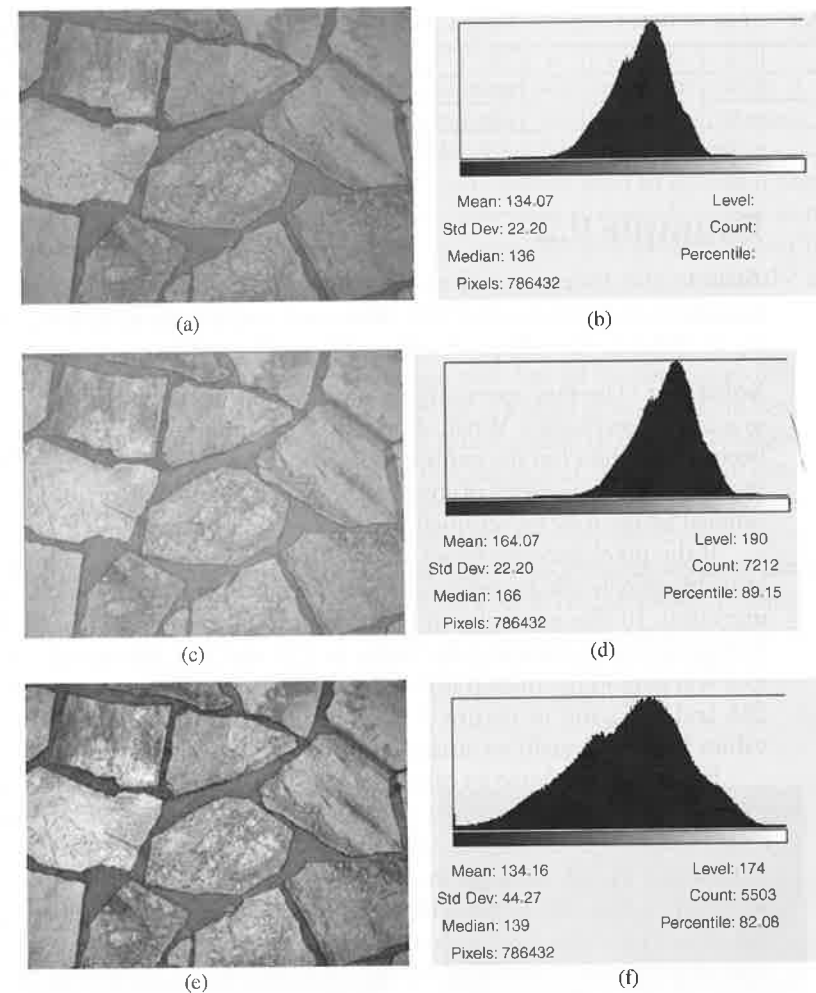 Mean: 134.07 Level:
Std Dev: 22.20 Count:
Median: 136 Percentile:
Pixels: 786432
(a) (b)
Mean: 164.07 Level: 190
Std Dev: 22.20 Count: 7212
Median: 166 Percentile: 89.15
Pixels: 786432
(c) (d)
Mean: 134.16 Level: 174
Std Dev: 44.27 Count: 5503
Median: 139 Percentile: 82.08
Pixels: 786432
(e) (f)